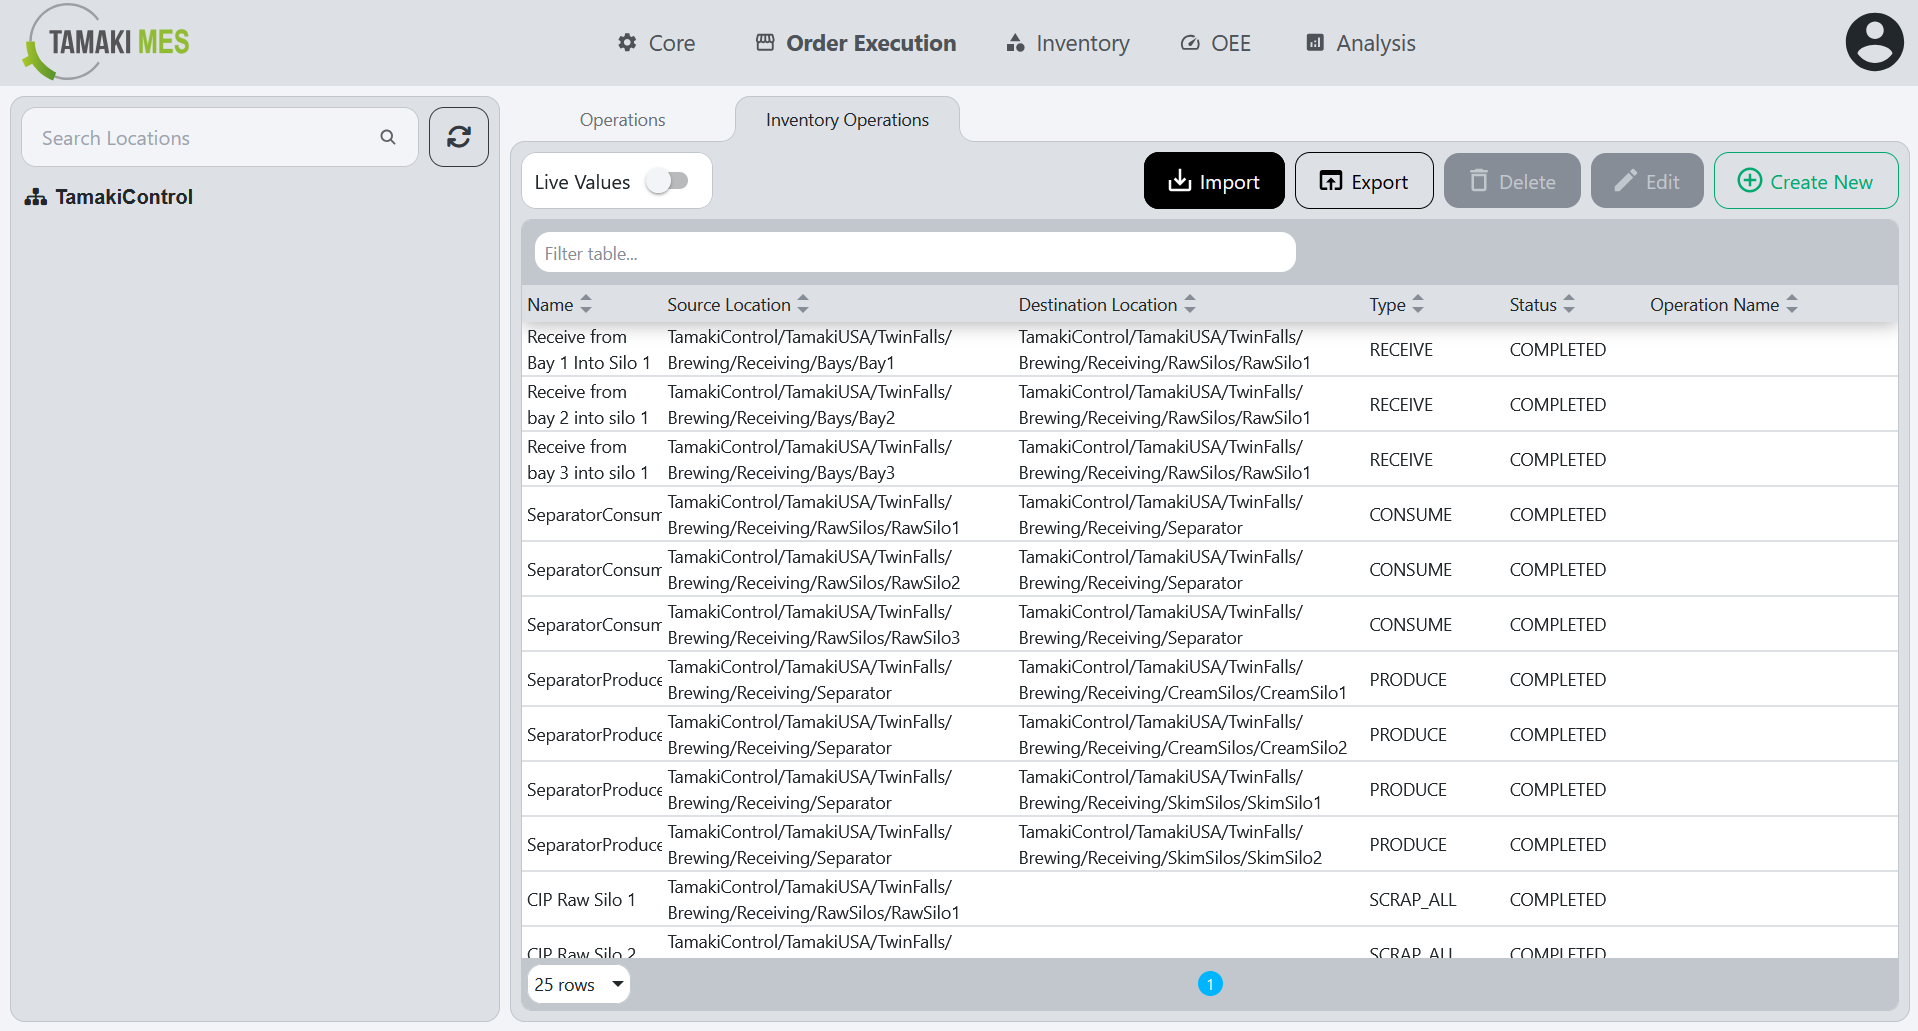 TAMAKI MES
Core
Order Execution
Inventory
OEE
Analysis
Search Locations
TamakiControl
Operations
Inventory Operations
Live Values
Import
Export
Delete
Edit
Create New
Filter table...
Name Source Location Destination Location Type Status Operation Name
Receive from TamakiControl/TamakiUSA/TwinFalls/ TamakiControl/TamakiUSA/TwinFalls/
Bay 1 Into Silo 1 Brewing/Receiving/Bays/Bay1 Brewing/Receiving/RawSilos/RawSilo1 RECEIVE COMPLETED
Receive from TamakiControl/TamakiUSA/TwinFalls/ TamakiControl/TamakiUSA/TwinFalls/
bay 2 into silo 1 Brewing/Receiving/Bays/Bay2 Brewing/Receiving/RawSilos/RawSilo1 RECEIVE COMPLETED
Receive from TamakiControl/TamakiUSA/TwinFalls/ TamakiControl/TamakiUSA/TwinFalls/
bay 3 into silo 1 Brewing/Receiving/Bays/Bay3 Brewing/Receiving/RawSilos/RawSilo1 RECEIVE COMPLETED
TamakiControl/TamakiUSA/TwinFalls/ TamakiControl/TamakiUSA/TwinFalls/
SeparatorConsum Brewing/Receiving/RawSilos/RawSilo1 Brewing/Receiving/Separator CONSUME COMPLETED
TamakiControl/TamakiUSA/TwinFalls/ TamakiControl/TamakiUSA/TwinFalls/
SeparatorConsum Brewing/Receiving/RawSilos/RawSilo2 Brewing/Receiving/Separator CONSUME COMPLETED
TamakiControl/TamakiUSA/TwinFalls/ TamakiControl/TamakiUSA/TwinFalls/
SeparatorConsum Brewing/Receiving/RawSilos/RawSilo3 Brewing/Receiving/Separator CONSUME COMPLETED
TamakiControl/TamakiUSA/TwinFalls/ TamakiControl/TamakiUSA/TwinFalls/
SeparatorProduce Brewing/Receiving/Separator Brewing/Receiving/CreamSilos/CreamSilo1 PRODUCE COMPLETED
TamakiControl/TamakiUSA/TwinFalls/ TamakiControl/TamakiUSA/TwinFalls/
SeparatorProduce Brewing/Receiving/Separator Brewing/Receiving/CreamSilos/CreamSilo2 PRODUCE COMPLETED
TamakiControl/TamakiUSA/TwinFalls/ TamakiControl/TamakiUSA/TwinFalls/
SeparatorProduce Brewing/Receiving/Separator Brewing/Receiving/SkimSilos/SkimSilo1 PRODUCE COMPLETED
TamakiControl/TamakiUSA/TwinFalls/ TamakiControl/TamakiUSA/TwinFalls/
SeparatorProduce Brewing/Receiving/Separator Brewing/Receiving/SkimSilos/SkimSilo2 PRODUCE COMPLETED
TamakiControl/TamakiUSA/TwinFalls/
CIP Raw Silo 1 Brewing/Receiving/RawSilos/RawSilo1 SCRAP_ALL COMPLETED
TamakiControl/TamakiUSA/TwinFalls/
CIP Raw Silo 2 SCRAP_ALL COMPLETED
25 rows
1